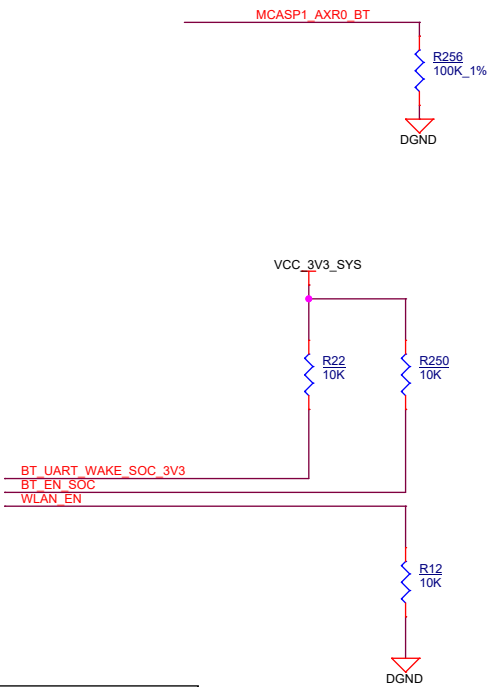 MCASP1_AXR0_BT
R256
100K_1%
DGND
VCC_3V3_SYS
R22
10K
R250
10K
BT_UART_WAKE_SOC_3V3
BT_EN_SOC
WLAN_EN
R12
10K
DGND